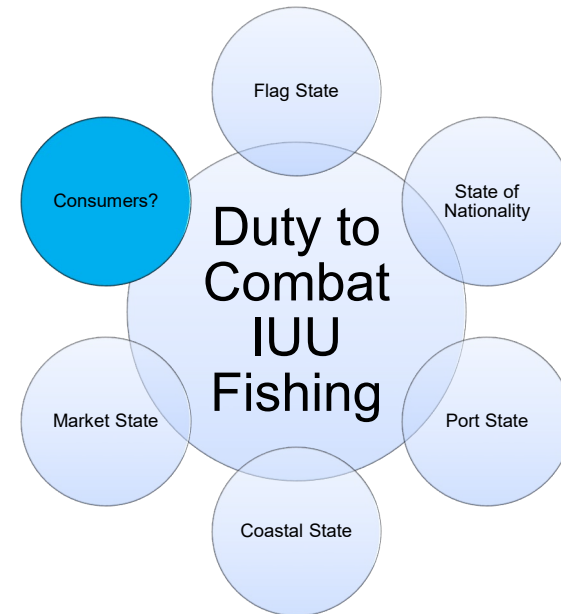 Flag State
Consumers?
State of
Nationality
Duty to
Combat
IUU
Fishing
Market State
Port State
Coastal State